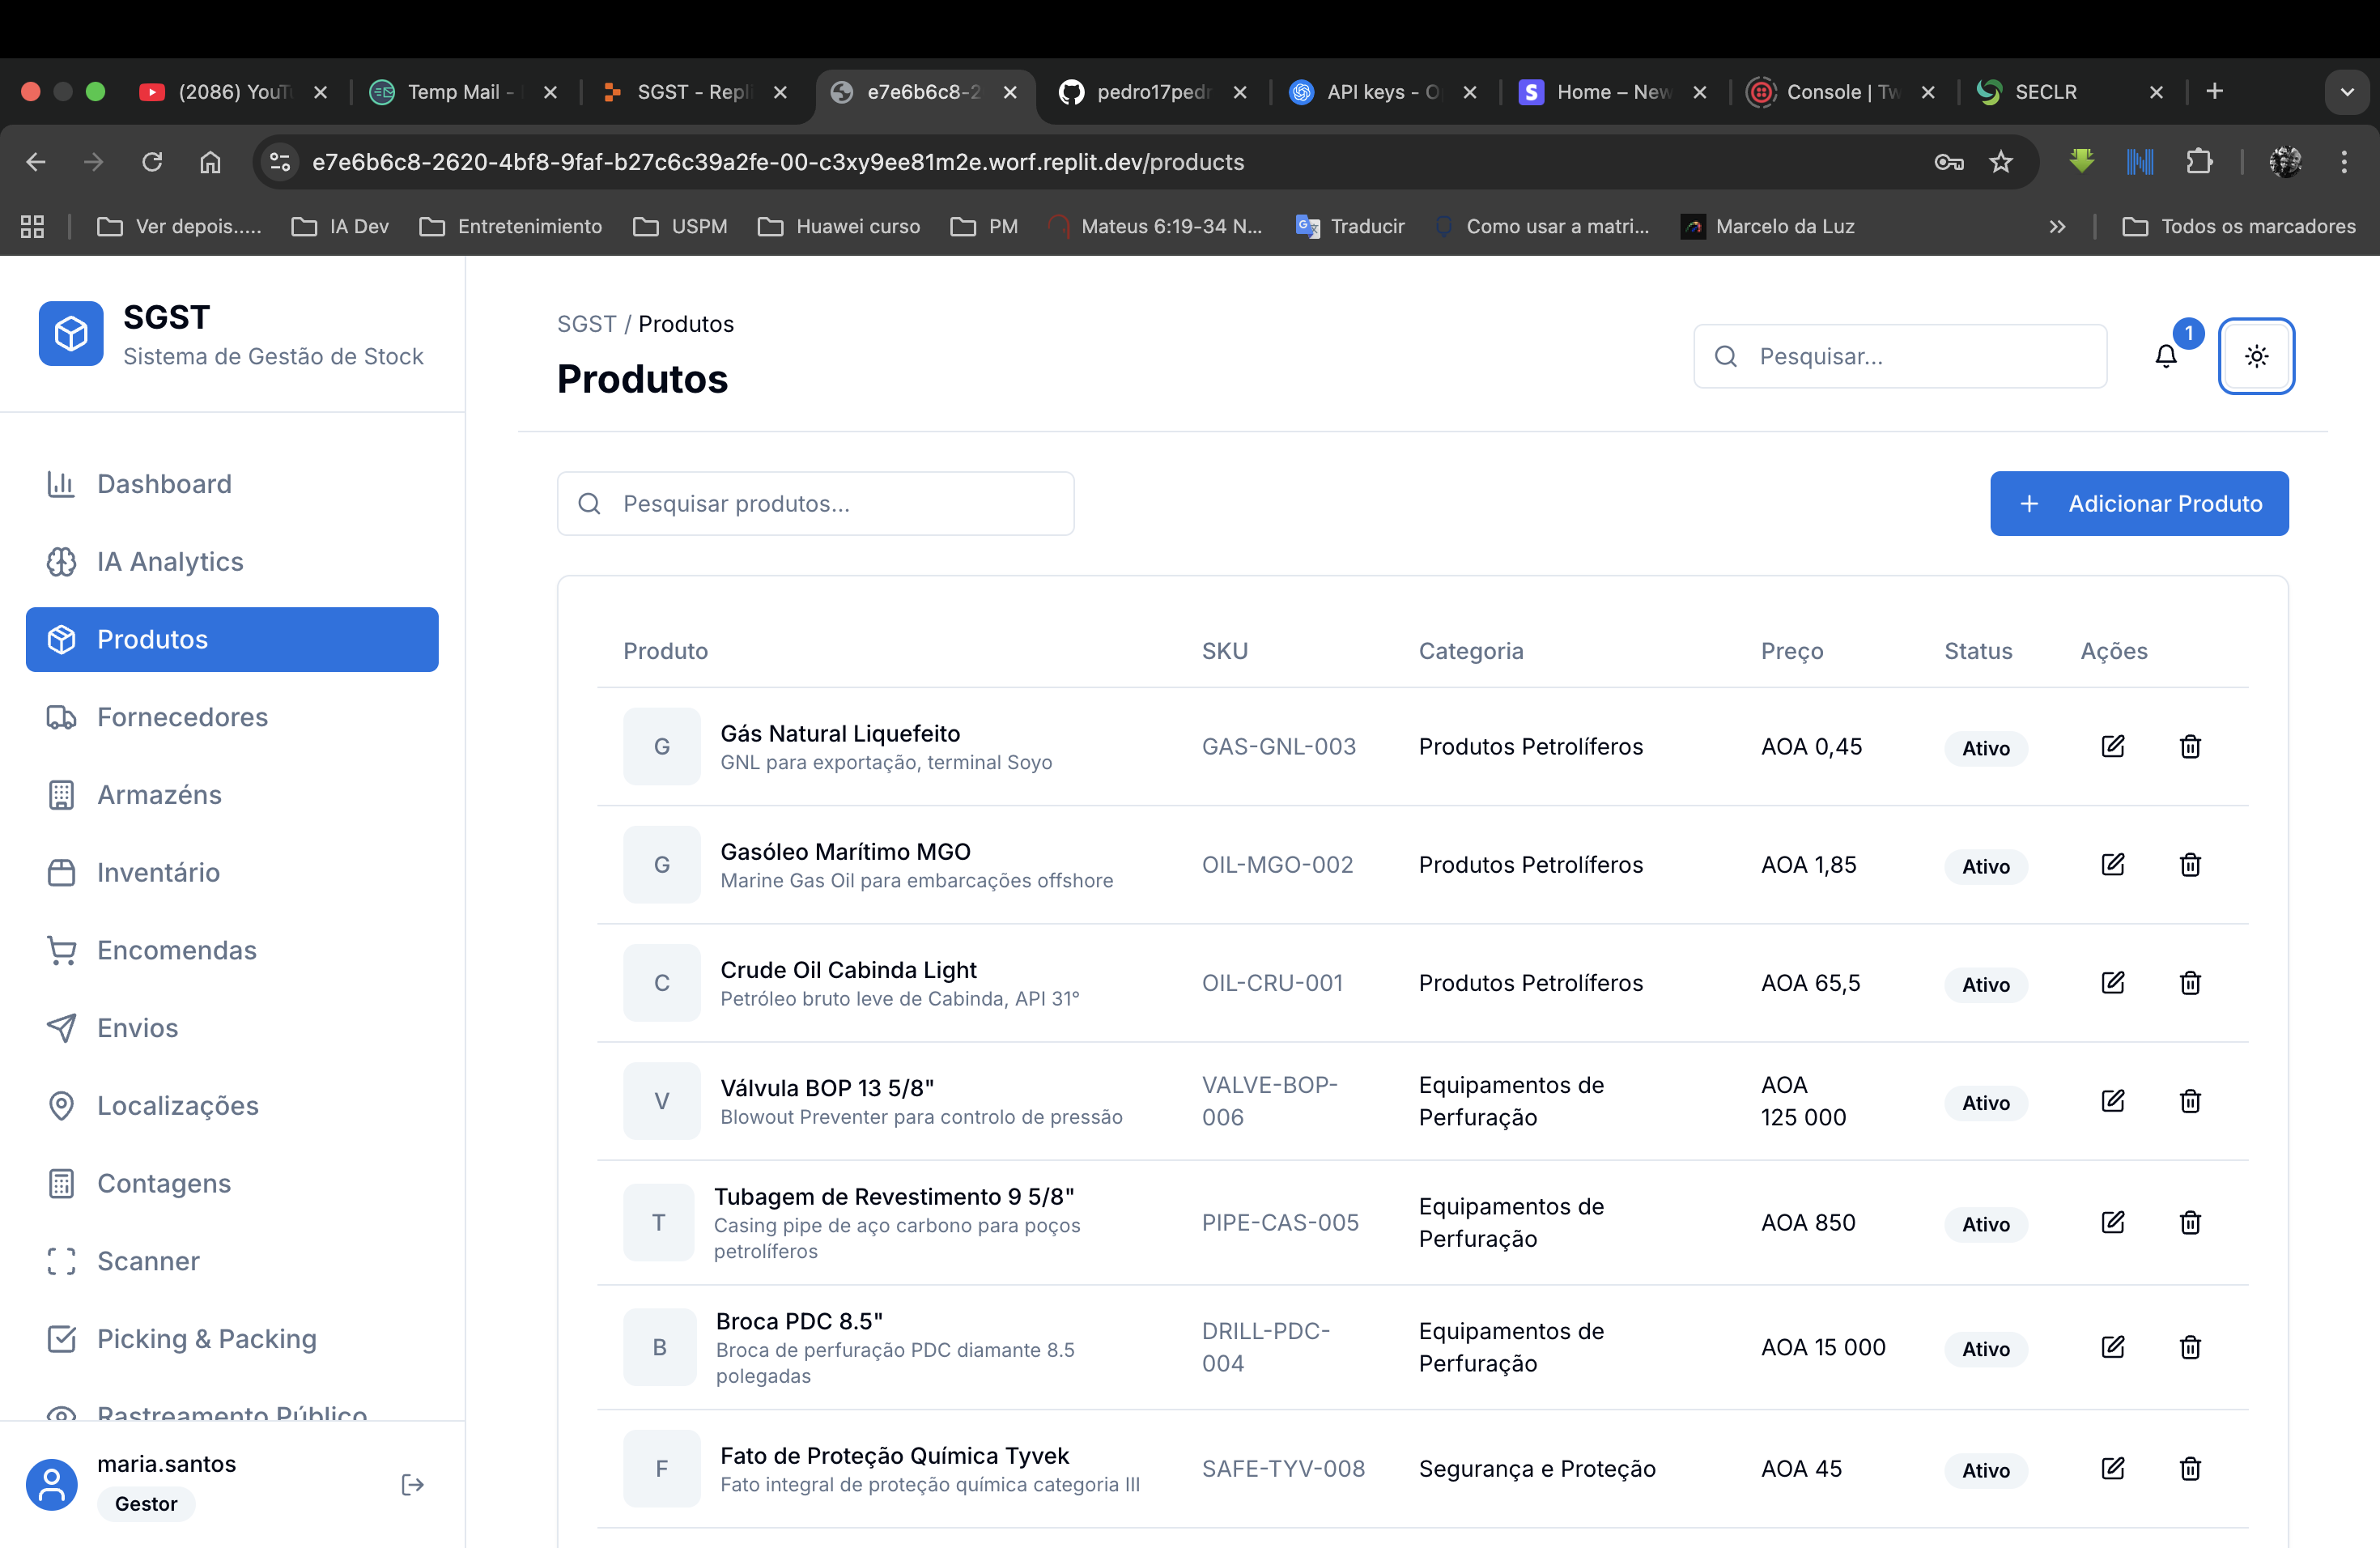 (2086) YouTu
Temp Mail -
SGST - Repli
e7e6b6c8-2
pedro17pedr
API keys - O
Home – New
Console | Tw
SECLR
e7e6b6c8-2620-4bf8-9faf-b27c6c39a2fe-00-c3xy9ee81m2e.worf.replit.dev/products
Ver depois.....
IA Dev
Entretenimiento
USPM
Huawei curso
PM
Mateus 6:19-34 N...
Traducir
Como usar a matri...
Marcelo da Luz
Todos os marcadores
SGST
Sistema de Gestão de Stock
Dashboard
IA Analytics
Produtos
Fornecedores
Armazéns
Inventário
Encomendas
Envios
Localizações
Contagens
Scanner
Picking & Packing
Rastreamento Público
maria.santos
Gestor
SGST / Produtos
Produtos
Pesquisar...
1
Pesquisar produtos...
+ Adicionar Produto
Produto SKU Categoria Preço Status Ações
G Gás Natural Liquefeito GAS-GNL-003 Produtos Petrolíferos AOA 0,45 Ativo
GNL para exportação, terminal Soyo
G Gasóleo Marítimo MGO OIL-MGO-002 Produtos Petrolíferos AOA 1,85 Ativo
Marine Gas Oil para embarcações offshore
C Crude Oil Cabinda Light OIL-CRU-001 Produtos Petrolíferos AOA 65,5 Ativo
Petróleo bruto leve de Cabinda, API 31°
V Válvula BOP 13 5/8" VALVE-BOP- Equipamentos de AOA Ativo
Blowout Preventer para controlo de pressão 006 Perfuração 125 000
T Tubagem de Revestimento 9 5/8" PIPE-CAS-005 Equipamentos de AOA 850 Ativo
Casing pipe de aço carbono para poços Perfuração
petrolíferos
B Broca PDC 8.5" DRILL-PDC- Equipamentos de AOA 15 000 Ativo
Broca de perfuração PDC diamante 8.5 004 Perfuração
polegadas
F Fato de Proteção Química Tyvek SAFE-TYV-008 Segurança e Proteção AOA 45 Ativo
Fato integral de proteção química categoria III